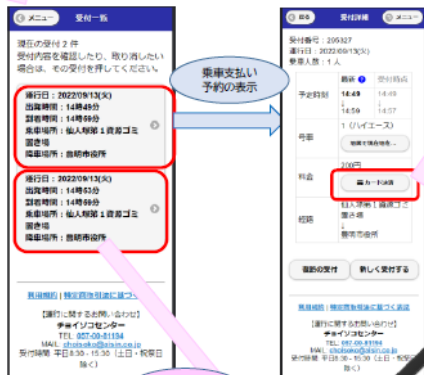 メニュー
受付一覧
現在の受付 2 件
受付内容を確認したり、取り消したい
場合は、その受付を押してください。
運行日：2022/09/13(火)
出発時間：14時49分
到着時間：14時59分
乗車場所：仙人塚第１資源ゴミ
置き場
降車場所：豊明市役所
運行日：2022/09/13(火)
出発時間：14時53分
到着時間：14時60分
乗車場所：仙人塚第１資源ゴミ
置き場
降車場所：豊明市役所
利用規約 | 特定商取引法に基づく
【運行に関するお問い合わせ】
チョイソコセンター
受付時間 平日8:30 - 15:30（土日・祝祭日
除く）
乗車支払い
予約の表示
戻る
受付詳細
メニュー
受付番号：205327
運行日：2022/09/13(火)
乗車人数：1人
最新
受付時点
予定時刻
14:49
14:49
↓
↓
14:59
14:57
号車
1（ハイエース）
料金
200円
カード決済
経路
仙人塚第１資源ゴミ
置き場
↓
豊明市役所
復路の受付
新しく受付する
利用規約 | 特定商取引法に基づく表記
【運行に関するお問い合わせ】
チョイソコセンター
受付時間 平日8:30 - 15:30（土日・祝祭日
除く）